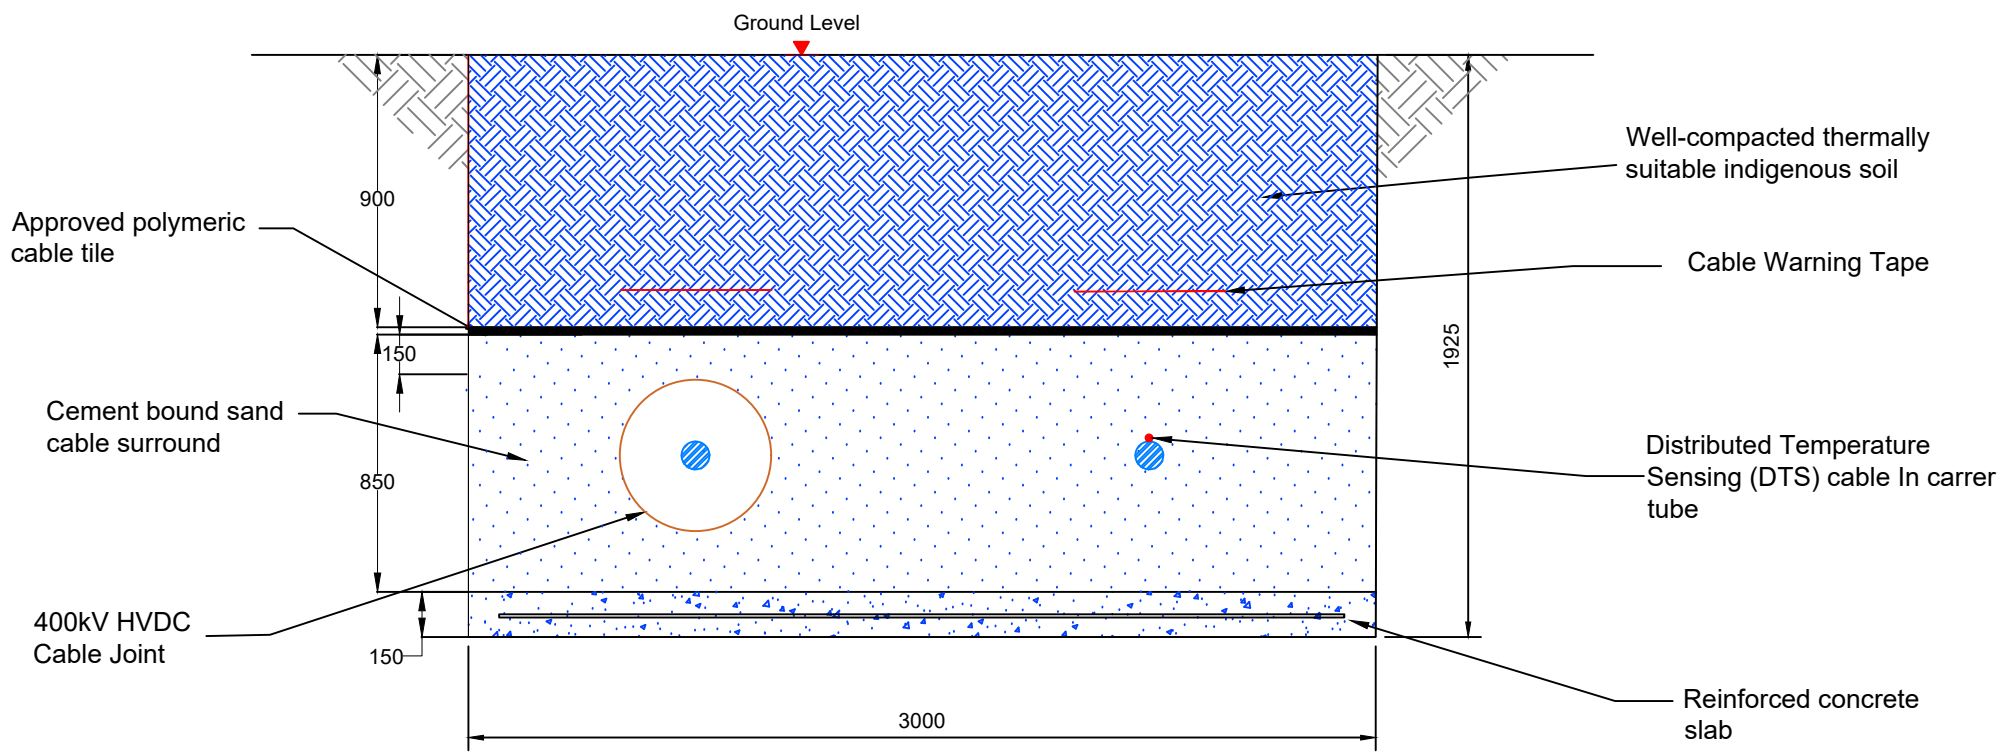 Ground Level
Well-compacted thermally
suitable indigenous soil
900
Approved polymeric
cable tile
Cable Warning Tape
150
1925
Cement bound sand
cable surround
850
Distributed Temperature
Sensing (DTS) cable In carrer
tube
400kV HVDC
Cable Joint
150
Reinforced concrete
slab
3000